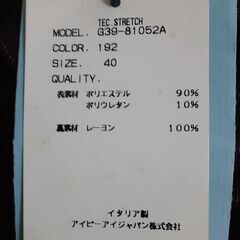 TEC.STRETCH
MODEL. G39-81052A
COLOR. 192
SIZE. 40
QUALITY.
表素材 ポリエステル 90%
ポリウレタン 10%
裏素材 レーヨン 100%
イタリア製
アイピーアイジャパン株式会社